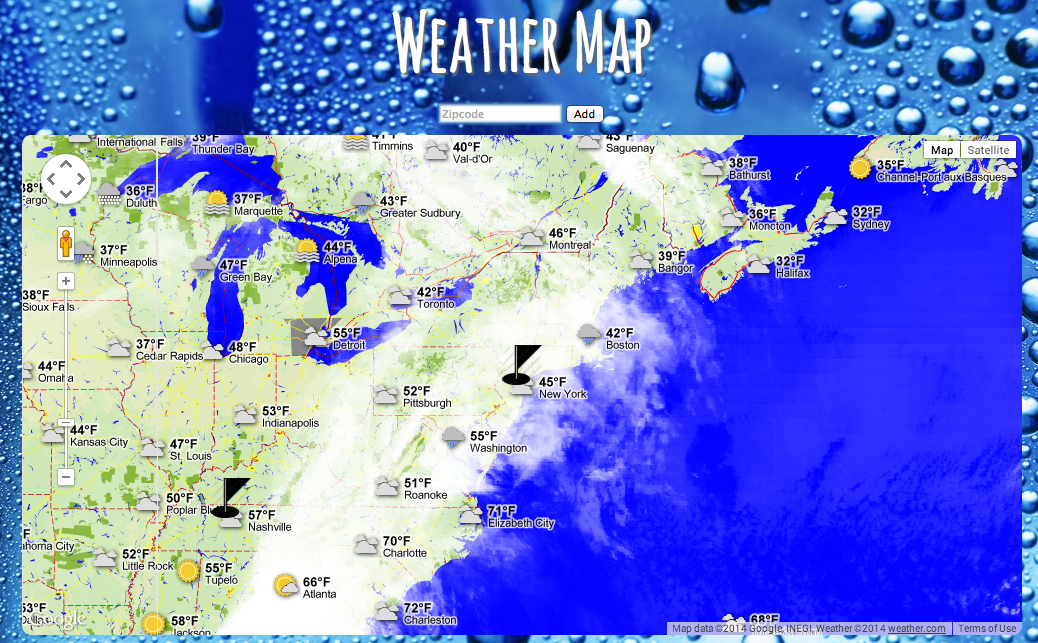 WEATHER MAP
Zipcode
Add
Map
Satellite
International Falls
39°F
Thunder Bay
41°F
Timmins
40°F
Val-d'Or
43°F
Saguenay
38°F
Bathurst
35°F
Channel-Port aux Basques
36°F
Duluth
37°F
Marquette
43°F
Greater Sudbury
36°F
Moncton
32°F
Sydney
37°F
Minneapolis
44°F
Alpena
46°F
Montreal
47°F
Green Bay
39°F
Bangor
32°F
Halifax
38°F
Sioux Falls
42°F
Toronto
55°F
Detroit
42°F
Boston
37°F
Cedar Rapids
48°F
Chicago
44°F
Omaha
45°F
New York
52°F
Pittsburgh
53°F
Indianapolis
44°F
Kansas City
47°F
St. Louis
55°F
Washington
51°F
Roanoke
50°F
Poplar Bl
57°F
Nashville
71°F
Elizabeth City
70°F
Charlotte
52°F
Little Rock
55°F
Tupelo
66°F
Atlanta
72°F
Charleston
58°F
Jackson
53°F
68°F
Google
Map data ©2014 Google, INEGI, Weather ©2014 weather.com
Terms of Use